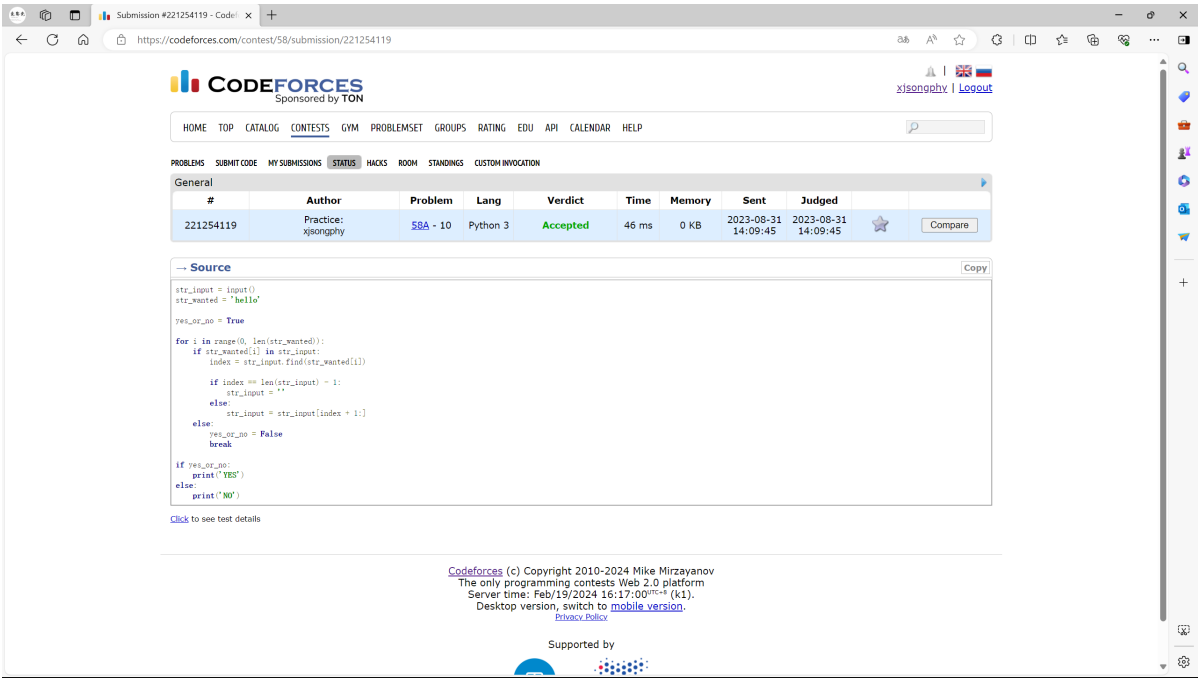 Submission #221254119 - Codef
https://codeforces.com/contest/58/submission/221254119
CODEFORCES
Sponsored by TON
xjsongphy | Logout
HOME TOP CATALOG CONTESTS GYM PROBLEMSET GROUPS RATING EDU API CALENDAR HELP
PROBLEMS SUBMIT CODE MY SUBMISSIONS STATUS HACKS ROOM STANDINGS CUSTOM INVOCATION
General
# Author Problem Lang Verdict Time Memory Sent Judged
221254119 Practice: xjsongphy 58A - 10 Python 3 Accepted 46 ms 0 KB 2023-08-31 14:09:45 2023-08-31 14:09:45 Compare
→ Source Copy
str_input = input()
str_wanted = 'hello'
yes_or_no = True
for i in range(0, len(str_wanted)):
    if str_wanted[i] in str_input:
        index = str_input.find(str_wanted[i])
        if index == len(str_input) - 1:
            str_input = ''
        else:
            str_input = str_input[index + 1:]
    else:
        yes_or_no = False
        break
if yes_or_no:
    print('YES')
else:
    print('NO')
Click to see test details
Codeforces (c) Copyright 2010-2024 Mike Mirzayanov
The only programming contests Web 2.0 platform
Server time: Feb/19/2024 16:17:00UTC+8 (k1).
Desktop version, switch to mobile version.
Privacy Policy
Supported by